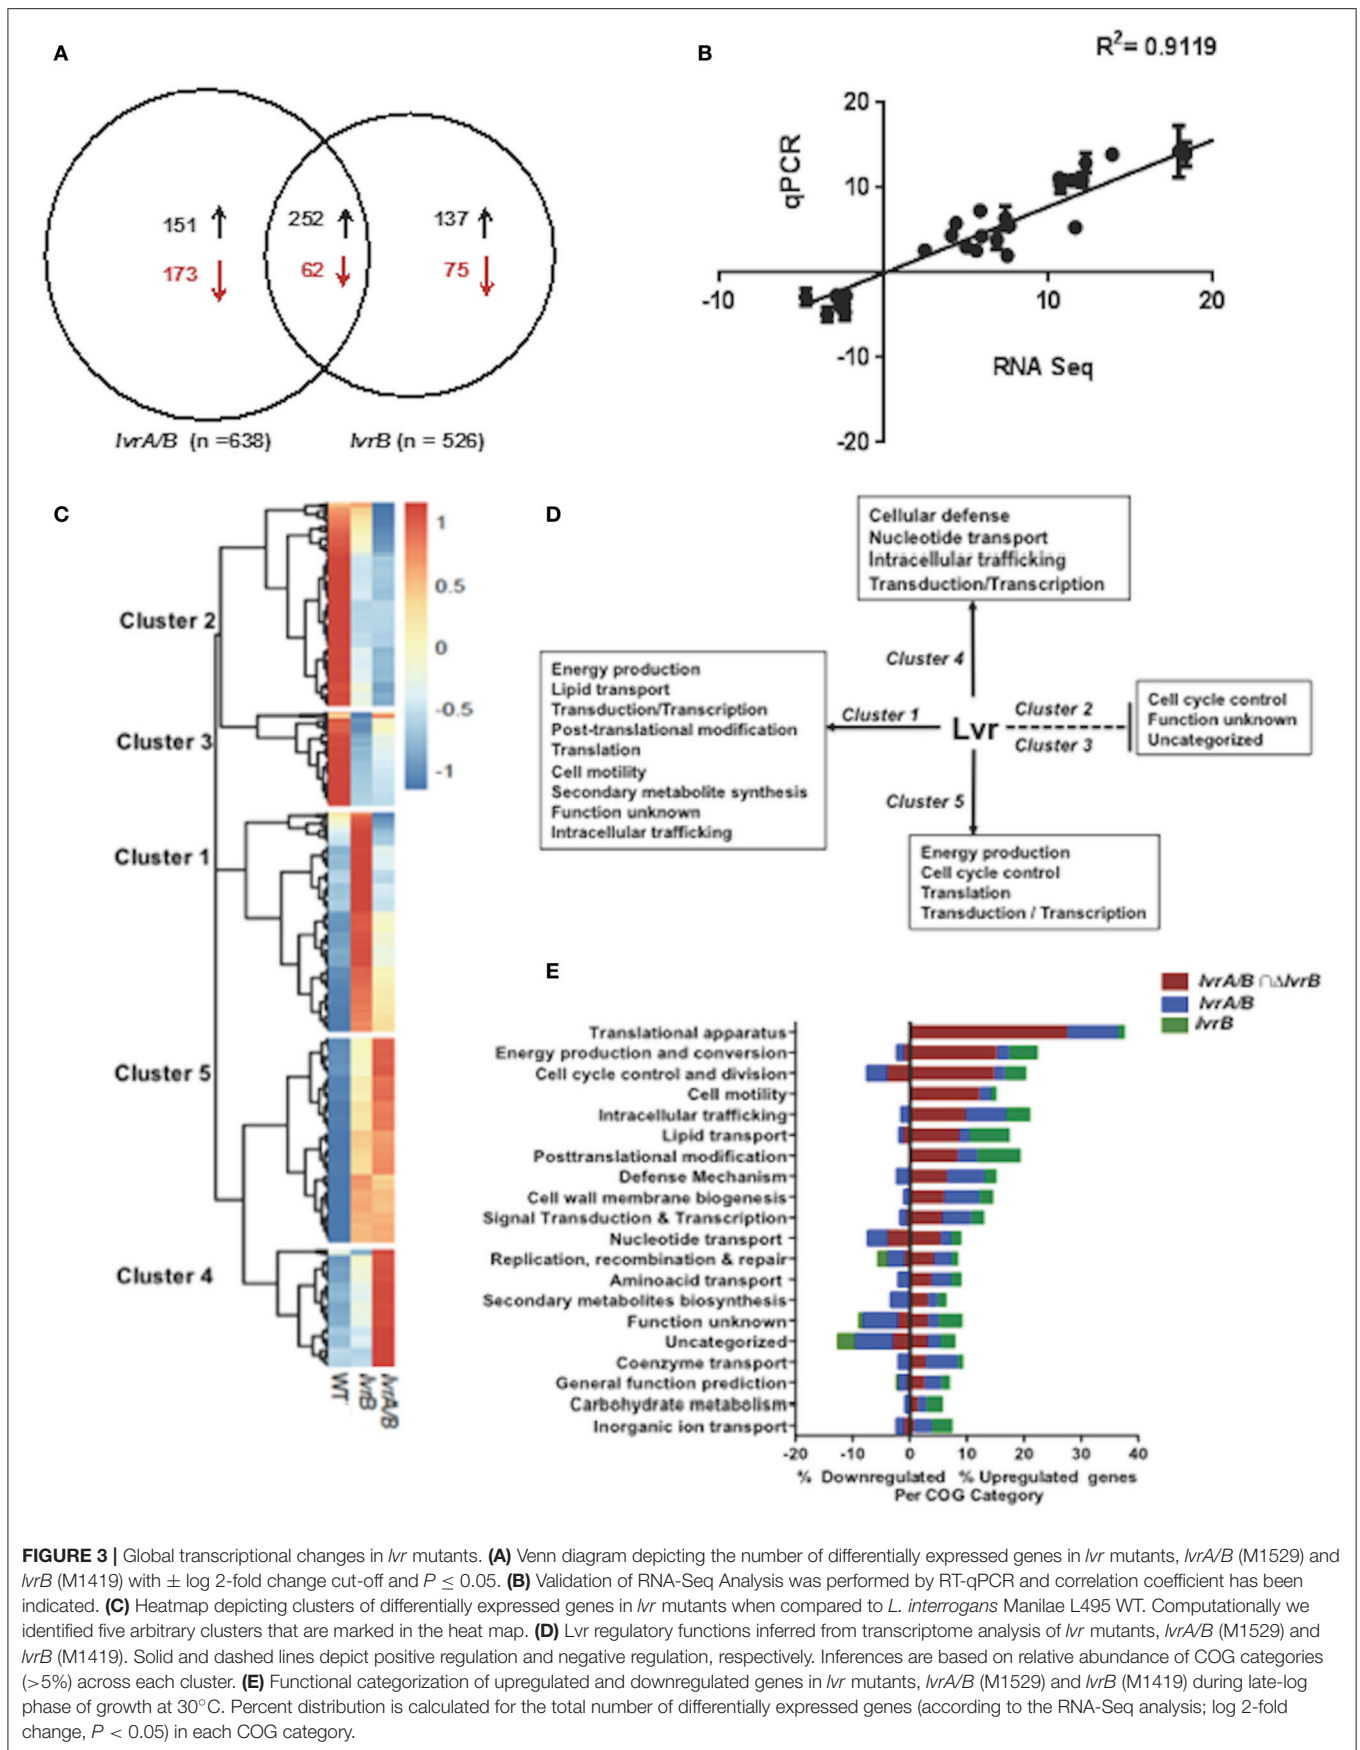 A
151
173
252
62
137
75
lvrA/B (n =638)
lvrB (n = 526)
B
R2= 0.9119
qPCR
20
10
-10
-20
-10
10
20
RNA Seq
C
Cluster 2
Cluster 3
Cluster 1
Cluster 5
Cluster 4
1
0.5
0
-0.5
-1
WT
lvrB
lvrA/B
D
Cellular defense
Nucleotide transport
Intracellular trafficking
Transduction/Transcription
Cluster 4
Energy production
Lipid transport
Transduction/Transcription
Post-translational modification
Translation
Cell motility
Secondary metabolite synthesis
Function unknown
Intracellular trafficking
Cluster 1
Lvr
Cluster 2
Cluster 3
Cell cycle control
Function unknown
Uncategorized
Cluster 5
Energy production
Cell cycle control
Translation
Transduction / Transcription
E
lvrA/B ∩ΔlvrB
lvrA/B
lvrB
Translational apparatus
Energy production and conversion
Cell cycle control and division
Cell motility
Intracellular trafficking
Lipid transport
Posttranslational modification
Defense Mechanism
Cell wall membrane biogenesis
Signal Transduction & Transcription
Nucleotide transport
Replication, recombination & repair
Aminoacid transport
Secondary metabolites biosynthesis
Function unknown
Uncategorized
Coenzyme transport
General function prediction
Carbohydrate metabolism
Inorganic ion transport
-20 -10 0 10 20 30 40
% Downregulated % Upregulated genes
Per COG Category
FIGURE 3 | Global transcriptional changes in lvr mutants. (A) Venn diagram depicting the number of differentially expressed genes in lvr mutants, lvrA/B (M1529) and
lvrB (M1419) with ± log 2-fold change cut-off and P ≤ 0.05. (B) Validation of RNA-Seq Analysis was performed by RT-qPCR and correlation coefficient has been
indicated. (C) Heatmap depicting clusters of differentially expressed genes in lvr mutants when compared to L. interrogans Manilae L495 WT. Computationally we
identified five arbitrary clusters that are marked in the heat map. (D) Lvr regulatory functions inferred from transcriptome analysis of lvr mutants, lvrA/B (M1529) and
lvrB (M1419). Solid and dashed lines depict positive regulation and negative regulation, respectively. Inferences are based on relative abundance of COG categories
(>5%) across each cluster. (E) Functional categorization of upregulated and downregulated genes in lvr mutants, lvrA/B (M1529) and lvrB (M1419) during late-log
phase of growth at 30°C. Percent distribution is calculated for the total number of differentially expressed genes (according to the RNA-Seq analysis; log 2-fold
change, P < 0.05) in each COG category.